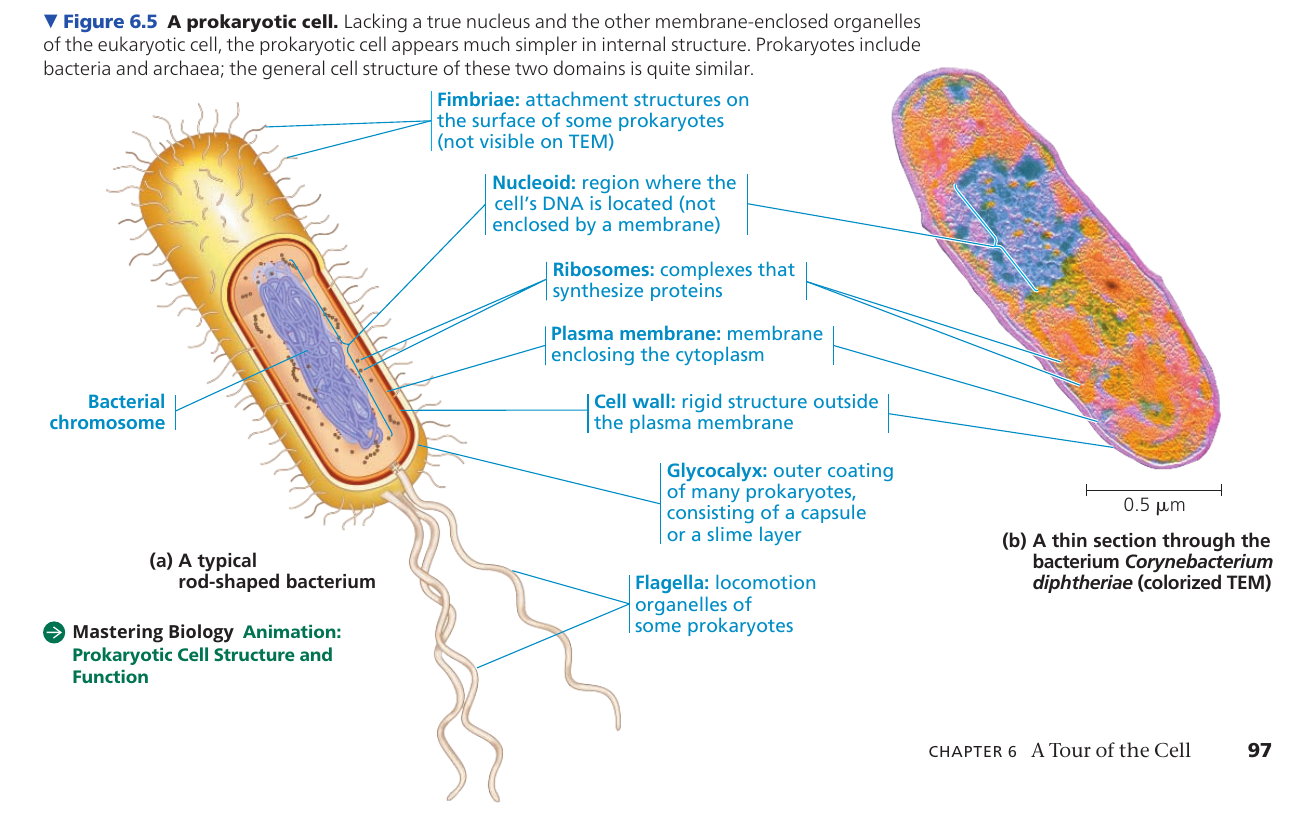 ▼ Figure 6.5 A prokaryotic cell. Lacking a true nucleus and the other membrane-enclosed organelles
of the eukaryotic cell, the prokaryotic cell appears much simpler in internal structure. Prokaryotes include
bacteria and archaea; the general cell structure of these two domains is quite similar.
Fimbriae: attachment structures on
the surface of some prokaryotes
(not visible on TEM)
Nucleoid: region where the
cell's DNA is located (not
enclosed by a membrane)
Ribosomes: complexes that
synthesize proteins
Plasma membrane: membrane
enclosing the cytoplasm
Bacterial
chromosome
Cell wall: rigid structure outside
the plasma membrane
Glycocalyx: outer coating
of many prokaryotes,
consisting of a capsule
or a slime layer
0.5 μm
(a) A typical
rod-shaped bacterium
(b) A thin section through the
bacterium Corynebacterium
diphtheriae (colorized TEM)
Flagella: locomotion
organelles of
some prokaryotes
Mastering Biology Animation:
Prokaryotic Cell Structure and
Function
CHAPTER 6 A Tour of the Cell 97